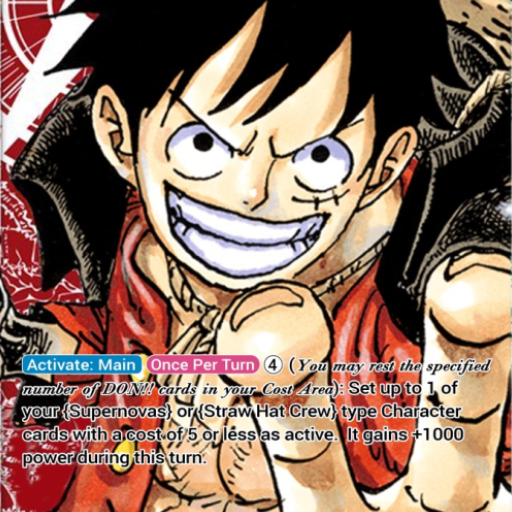 Activate: Main Once Per Turn ④ (You may rest the specified
number of DON!! cards in your Cost Area): Set up to 1 of
your {Supernovas} or {Straw Hat Crew} type Character
cards with a cost of 5 or less as active. It gains +1000
power during this turn.